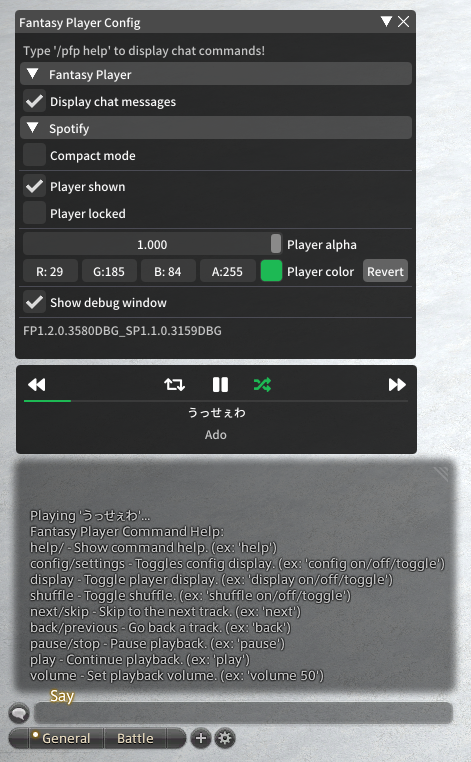 Fantasy Player Config
Type '/pfp help' to display chat commands!
Fantasy Player
Display chat messages
Spotify
Compact mode
Player shown
Player locked
1.000 Player alpha
R: 29 G:185 B: 84 A:255 Player color Revert
Show debug window
FP1.2.0.3580DBG_SP1.1.0.3159DBG
うっせぇわ
Ado
Playing 'うっせぇわ'...
Fantasy Player Command Help:
help/ - Show command help. (ex: 'help')
config/settings - Toggles config display. (ex: 'config on/off/toggle')
display - Toggle player display. (ex: 'display on/off/toggle')
shuffle - Toggle shuffle. (ex: 'shuffle on/off/toggle')
next/skip - Skip to the next track. (ex: 'next')
back/previous - Go back a track. (ex: 'back')
pause/stop - Pause playback. (ex: 'pause')
play - Continue playback. (ex: 'play')
volume - Set playback volume. (ex: 'volume 50')
Say
General Battle